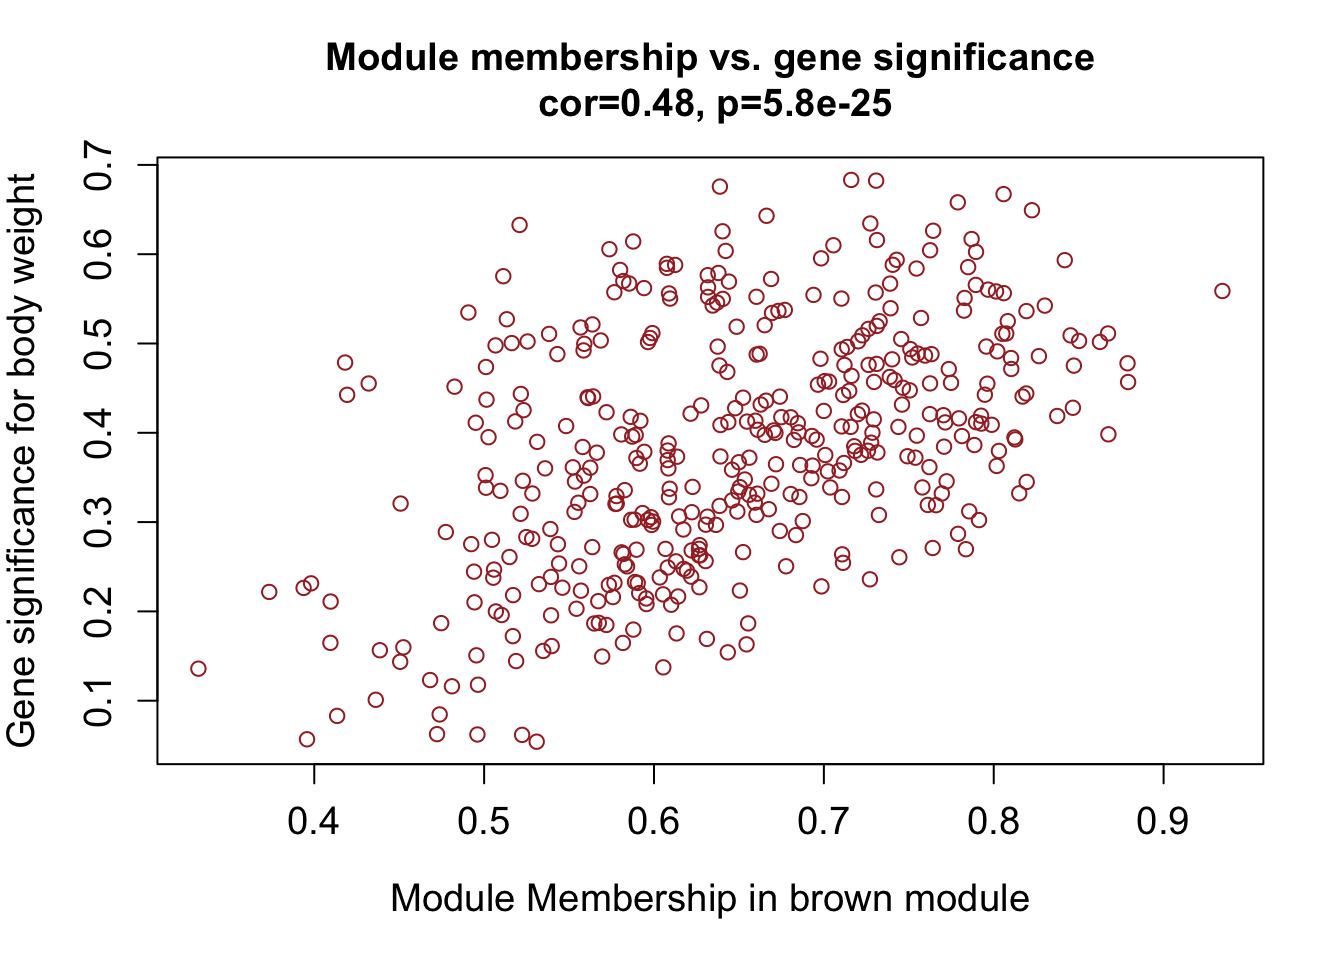 Module membership vs. gene significance
cor=0.48, p=5.8e-25
Gene significance for body weight
0.7
0.6
0.5
0.4
0.3
0.2
0.1
0.4 0.5 0.6 0.7 0.8 0.9
Module Membership in brown module